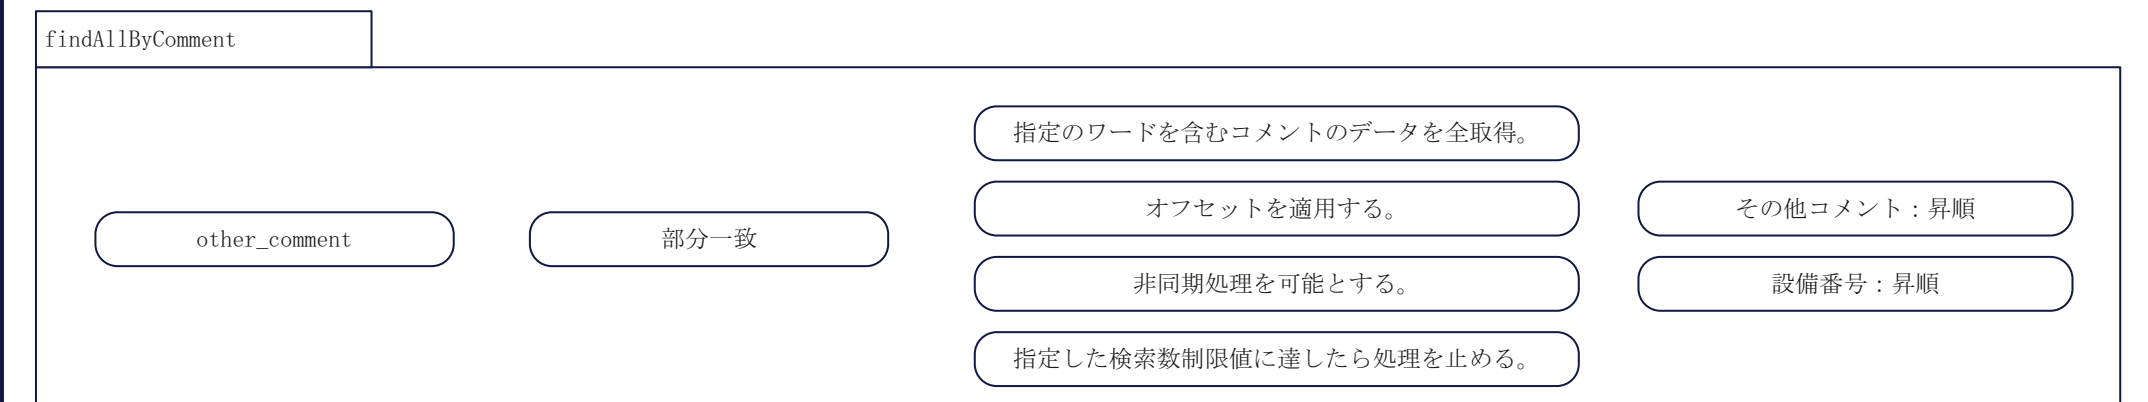 findAllByComment
other_comment
部分一致
指定のワードを含むコメントのデータを全取得。
オフセットを適用する。
非同期処理を可能とする。
指定した検索数制限値に達したら処理を止める。
その他コメント：昇順
設備番号：昇順